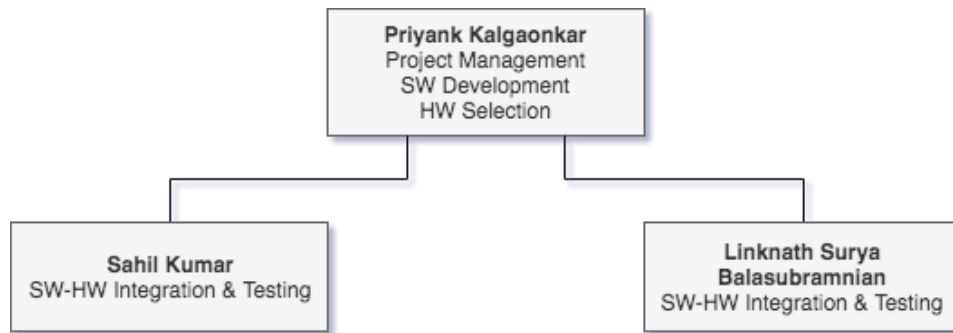 Priyank Kalgaonkar
Project Management
SW Development
HW Selection
Sahil Kumar
SW-HW Integration & Testing
Linknath Surya
Balasubramnian
SW-HW Integration & Testing